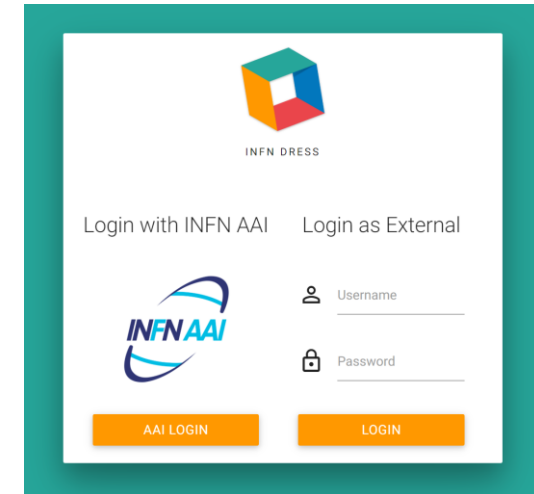 INFN DRESS
Login with INFN AAI
INFN AAI
AAI LOGIN
Login as External
Username
Password
LOGIN